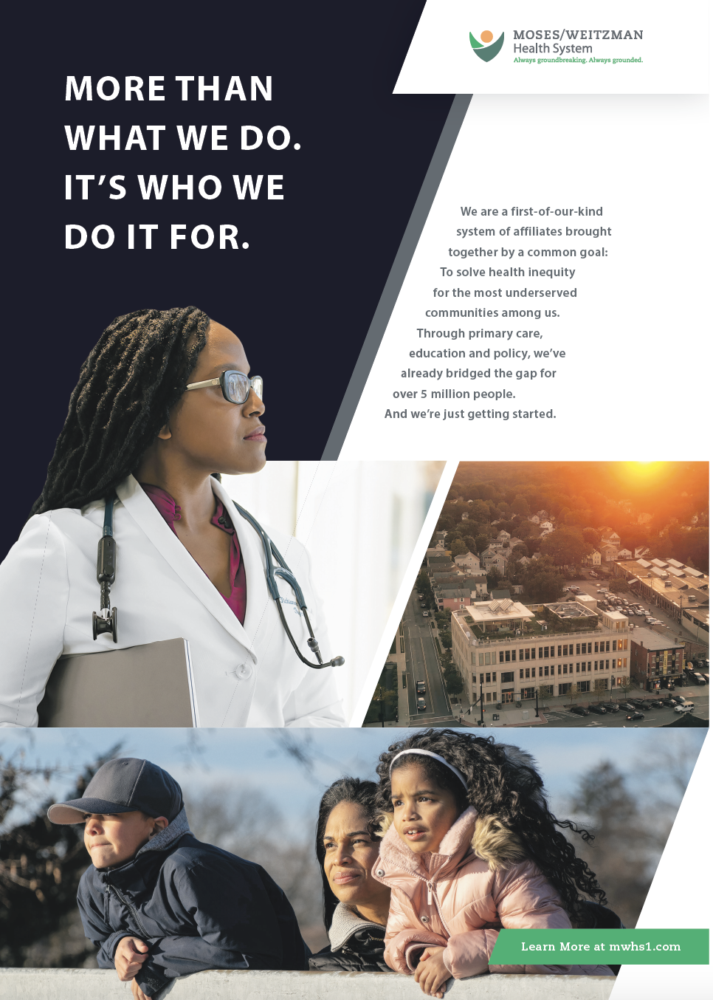 MOSES/WEITZMAN
Health System
Always groundbreaking. Always grounded.
MORE THAN
WHAT WE DO.
IT’S WHO WE
DO IT FOR.
We are a first-of-our-kind
system of affiliates brought
together by a common goal:
To solve health inequity
for the most underserved
communities among us.
Through primary care,
education and policy, we’ve
already bridged the gap for
over 5 million people.
And we’re just getting started.
Learn More at mwhs1.com